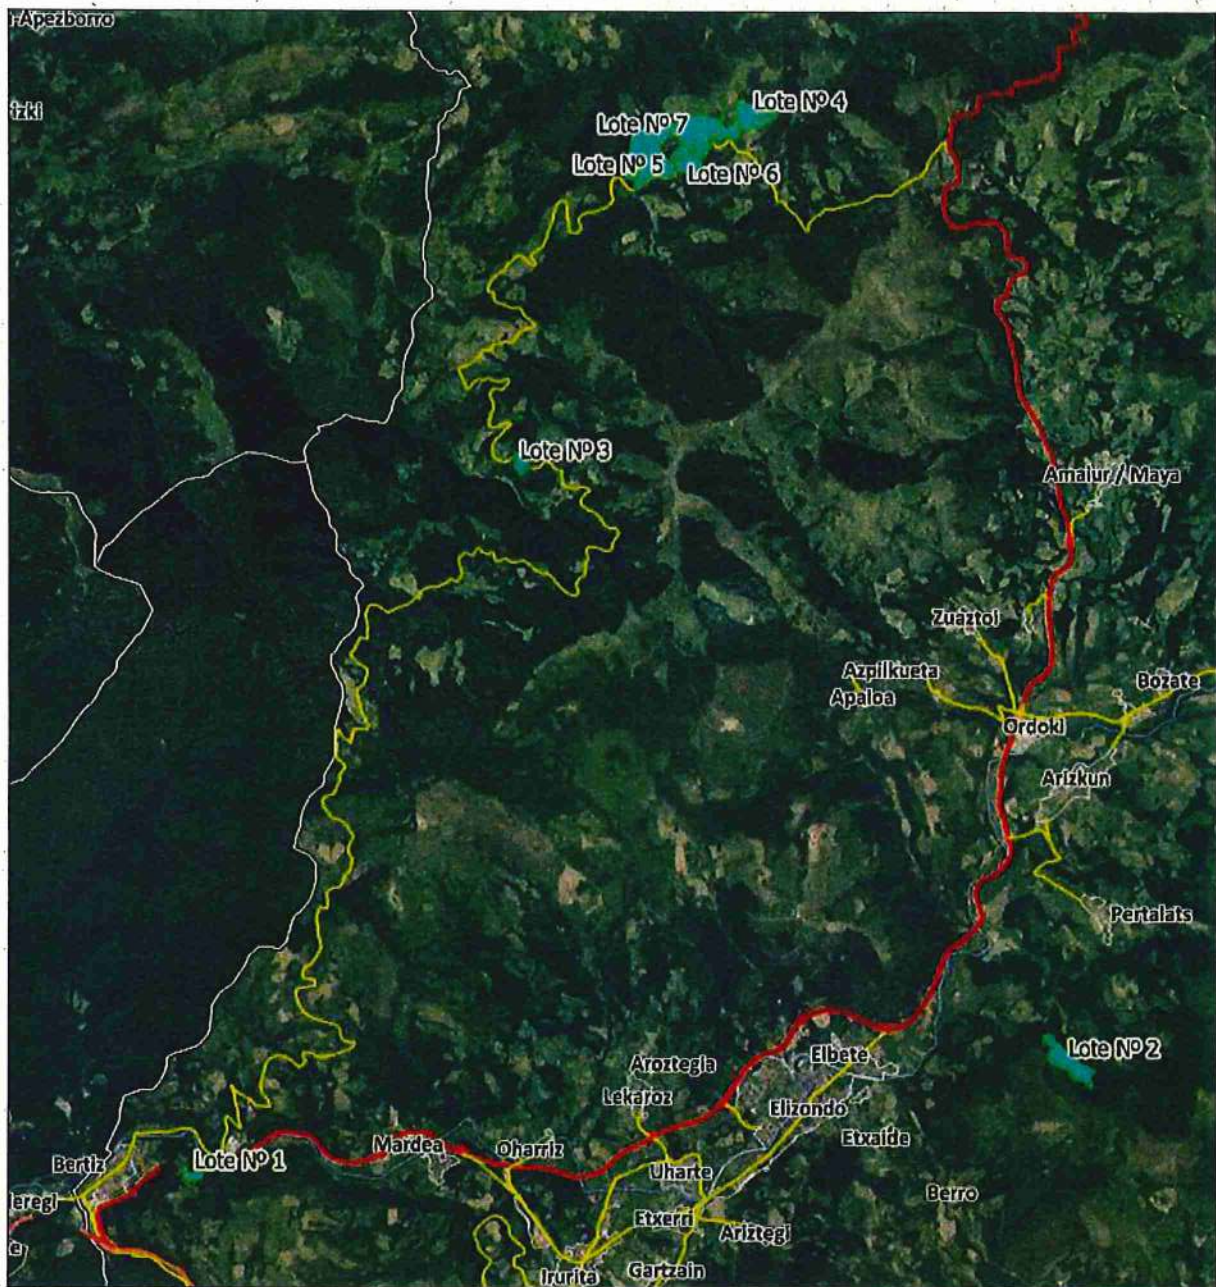 Apezborro
izki
Lote Nº 4
Lote Nº 7
Lote Nº 5
Lote Nº 6
Lote Nº 3
Amaiur // Maya
Zuaztoi
Azpilkueta
Apaloa
Bozate
Ordoki
Arizkun
Pertalats
Lote Nº 2
Elbete
Aroztegia
Lekaroz
Elizondo
Etxaide
Mardea
Oharriz
Bertiz
Lote Nº 1
Uharte
eregi
Berro
Etxerri
Ariztegi
e
Irurita
Gartzain